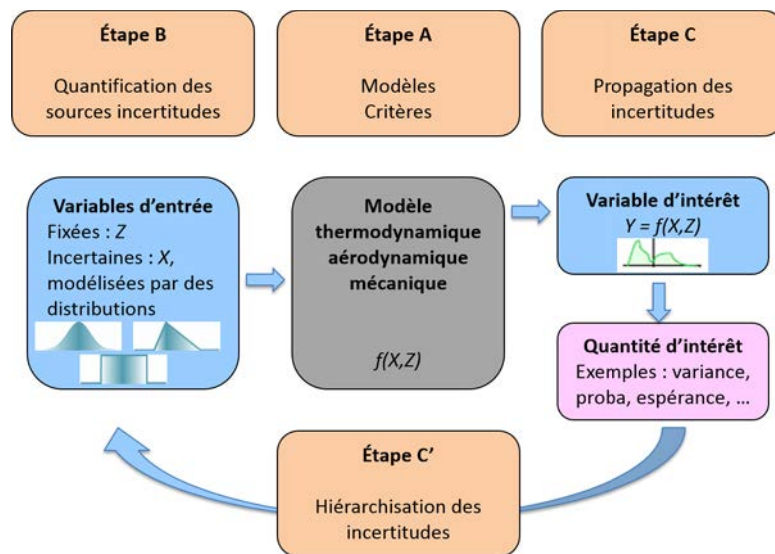 Étape B
Quantification des
sources incertitudes
Étape A
Modèles
Critères
Étape C
Propagation des
incertitudes
Variables d'entrée
Fixées : Z
Incertaines : X,
modélisées par des
distributions
Modèle
thermodynamique
aérodynamique
mécanique
f(X,Z)
Variable d'intérêt
Y = f(X,Z)
Quantité d'intérêt
Exemples : variance,
proba, espérance, ...
Étape C'
Hiérarchisation des
incertitudes